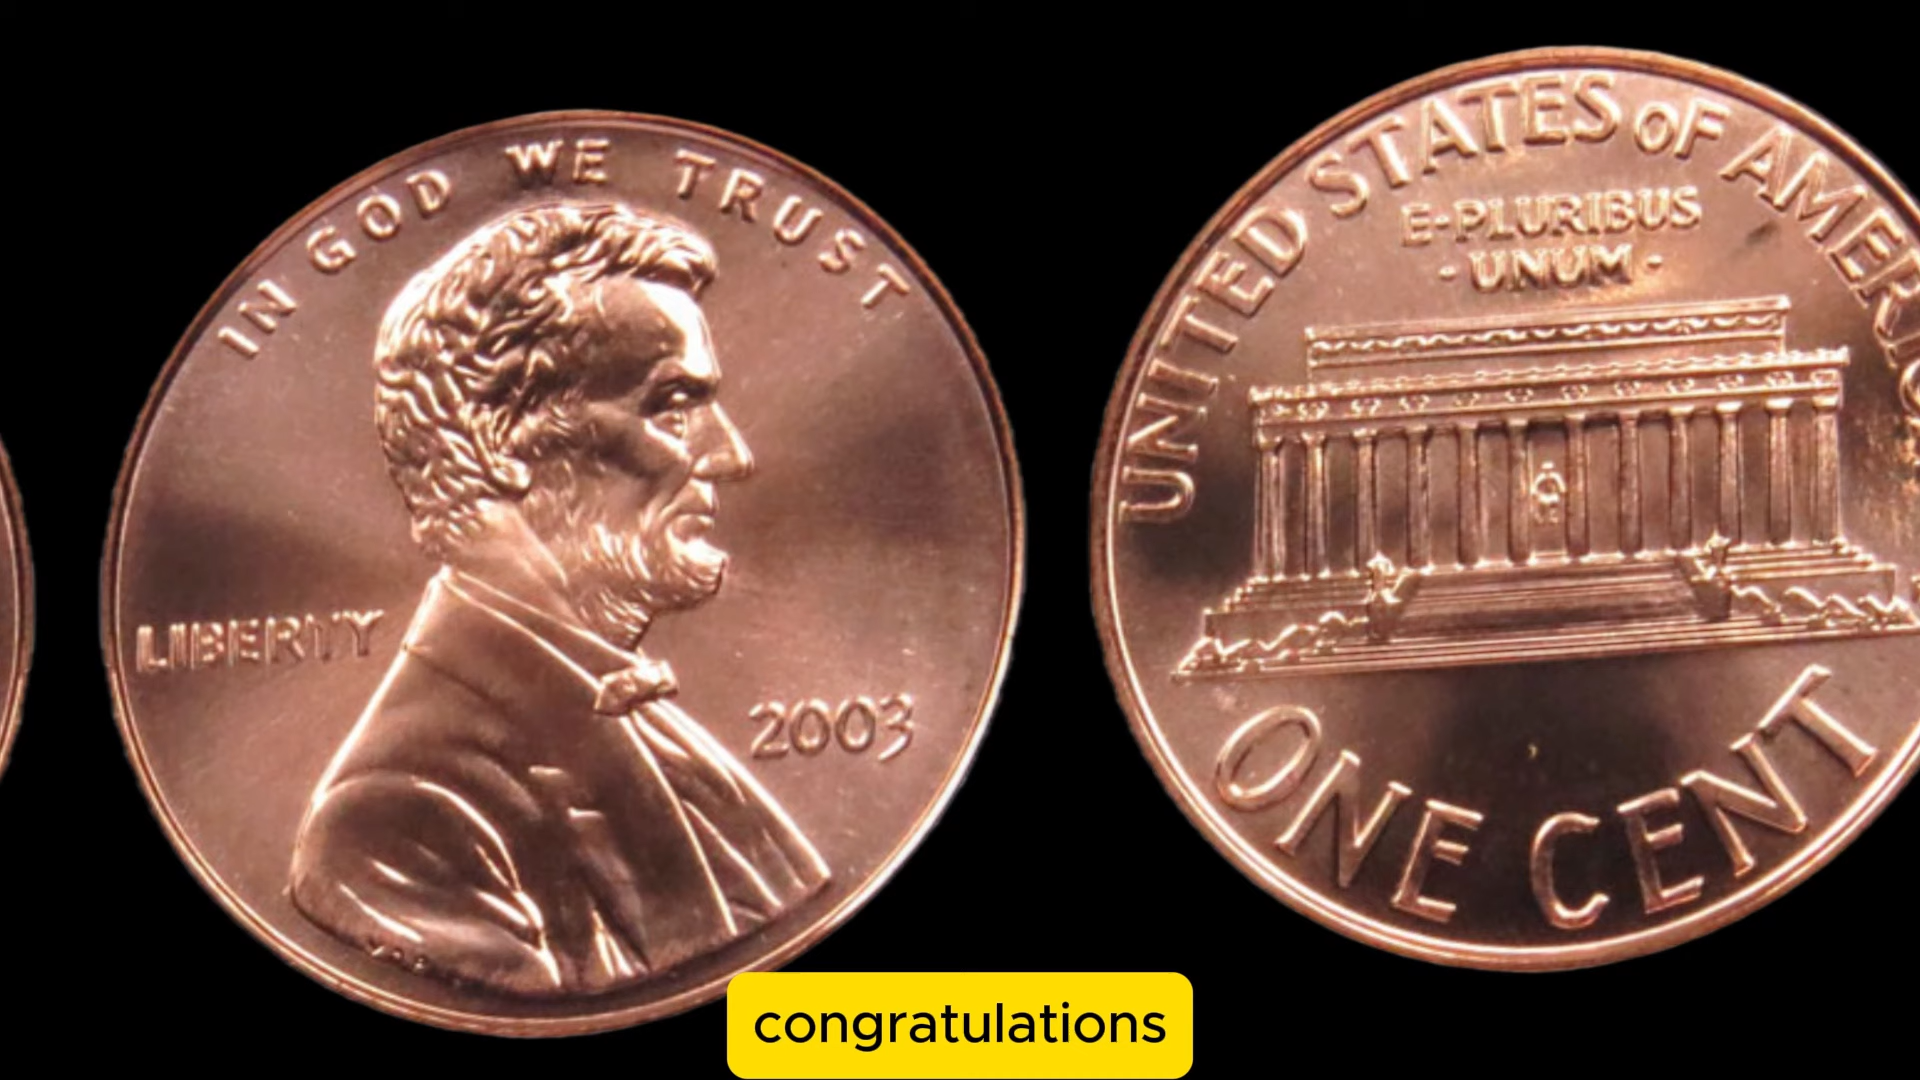 IN GOD WE TRUST
LIBERTY
2003
UNITED STATES OF AMERICA
E·PLURIBUS
·UNUM·
ONE CENT
congratulations